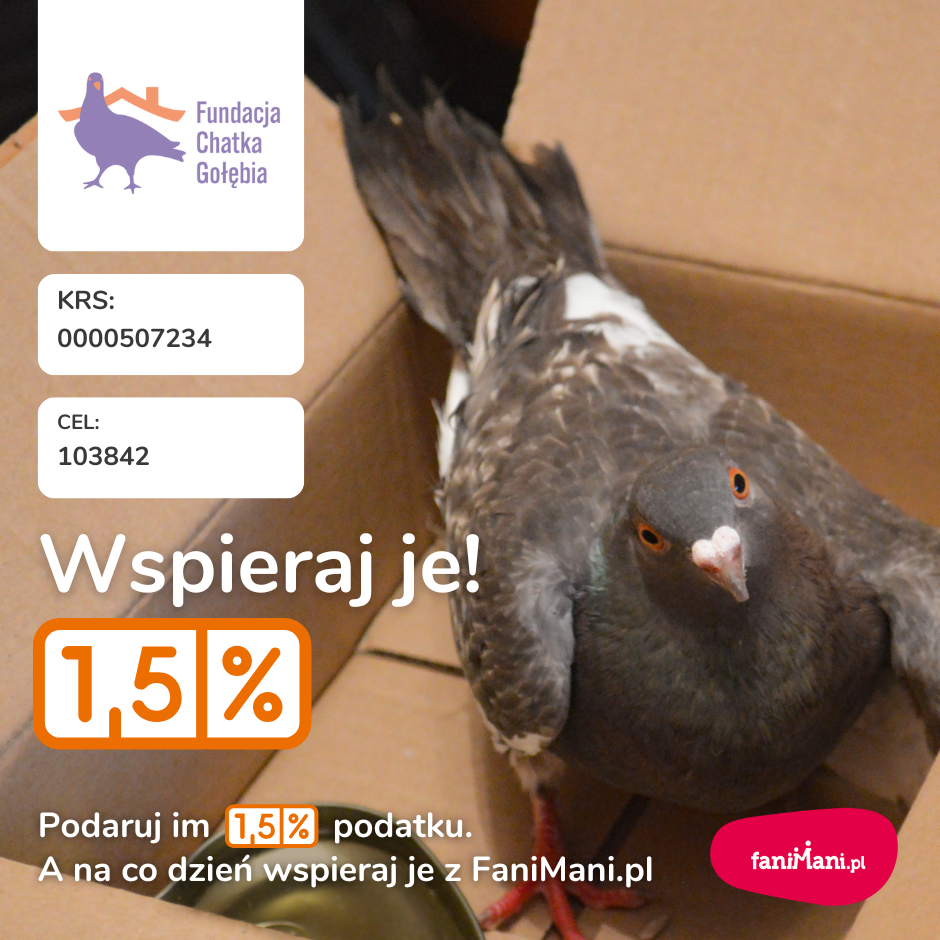 Fundacja
Chatka
Gołębia
KRS:
0000507234
CEL:
103842
Wspieraj je!
1,5%
Podaruj im 1,5% podatku.
A na co dzień wspieraj je z FaniMani.pl
faniMani.pl